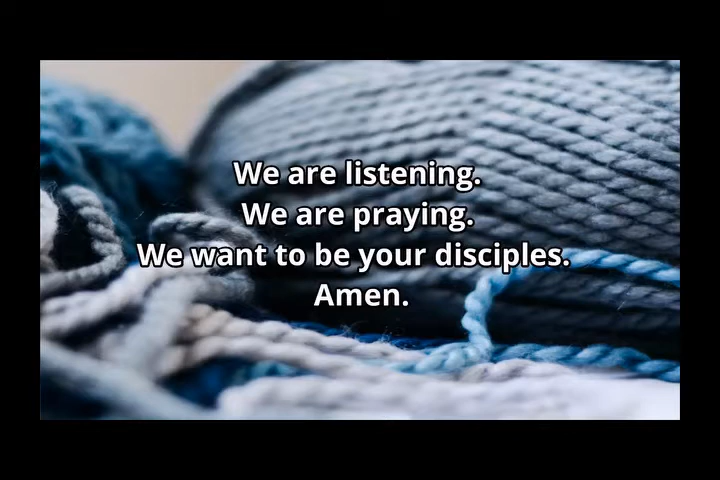 We are listening.
We are praying.
We want to be your disciples.
Amen.